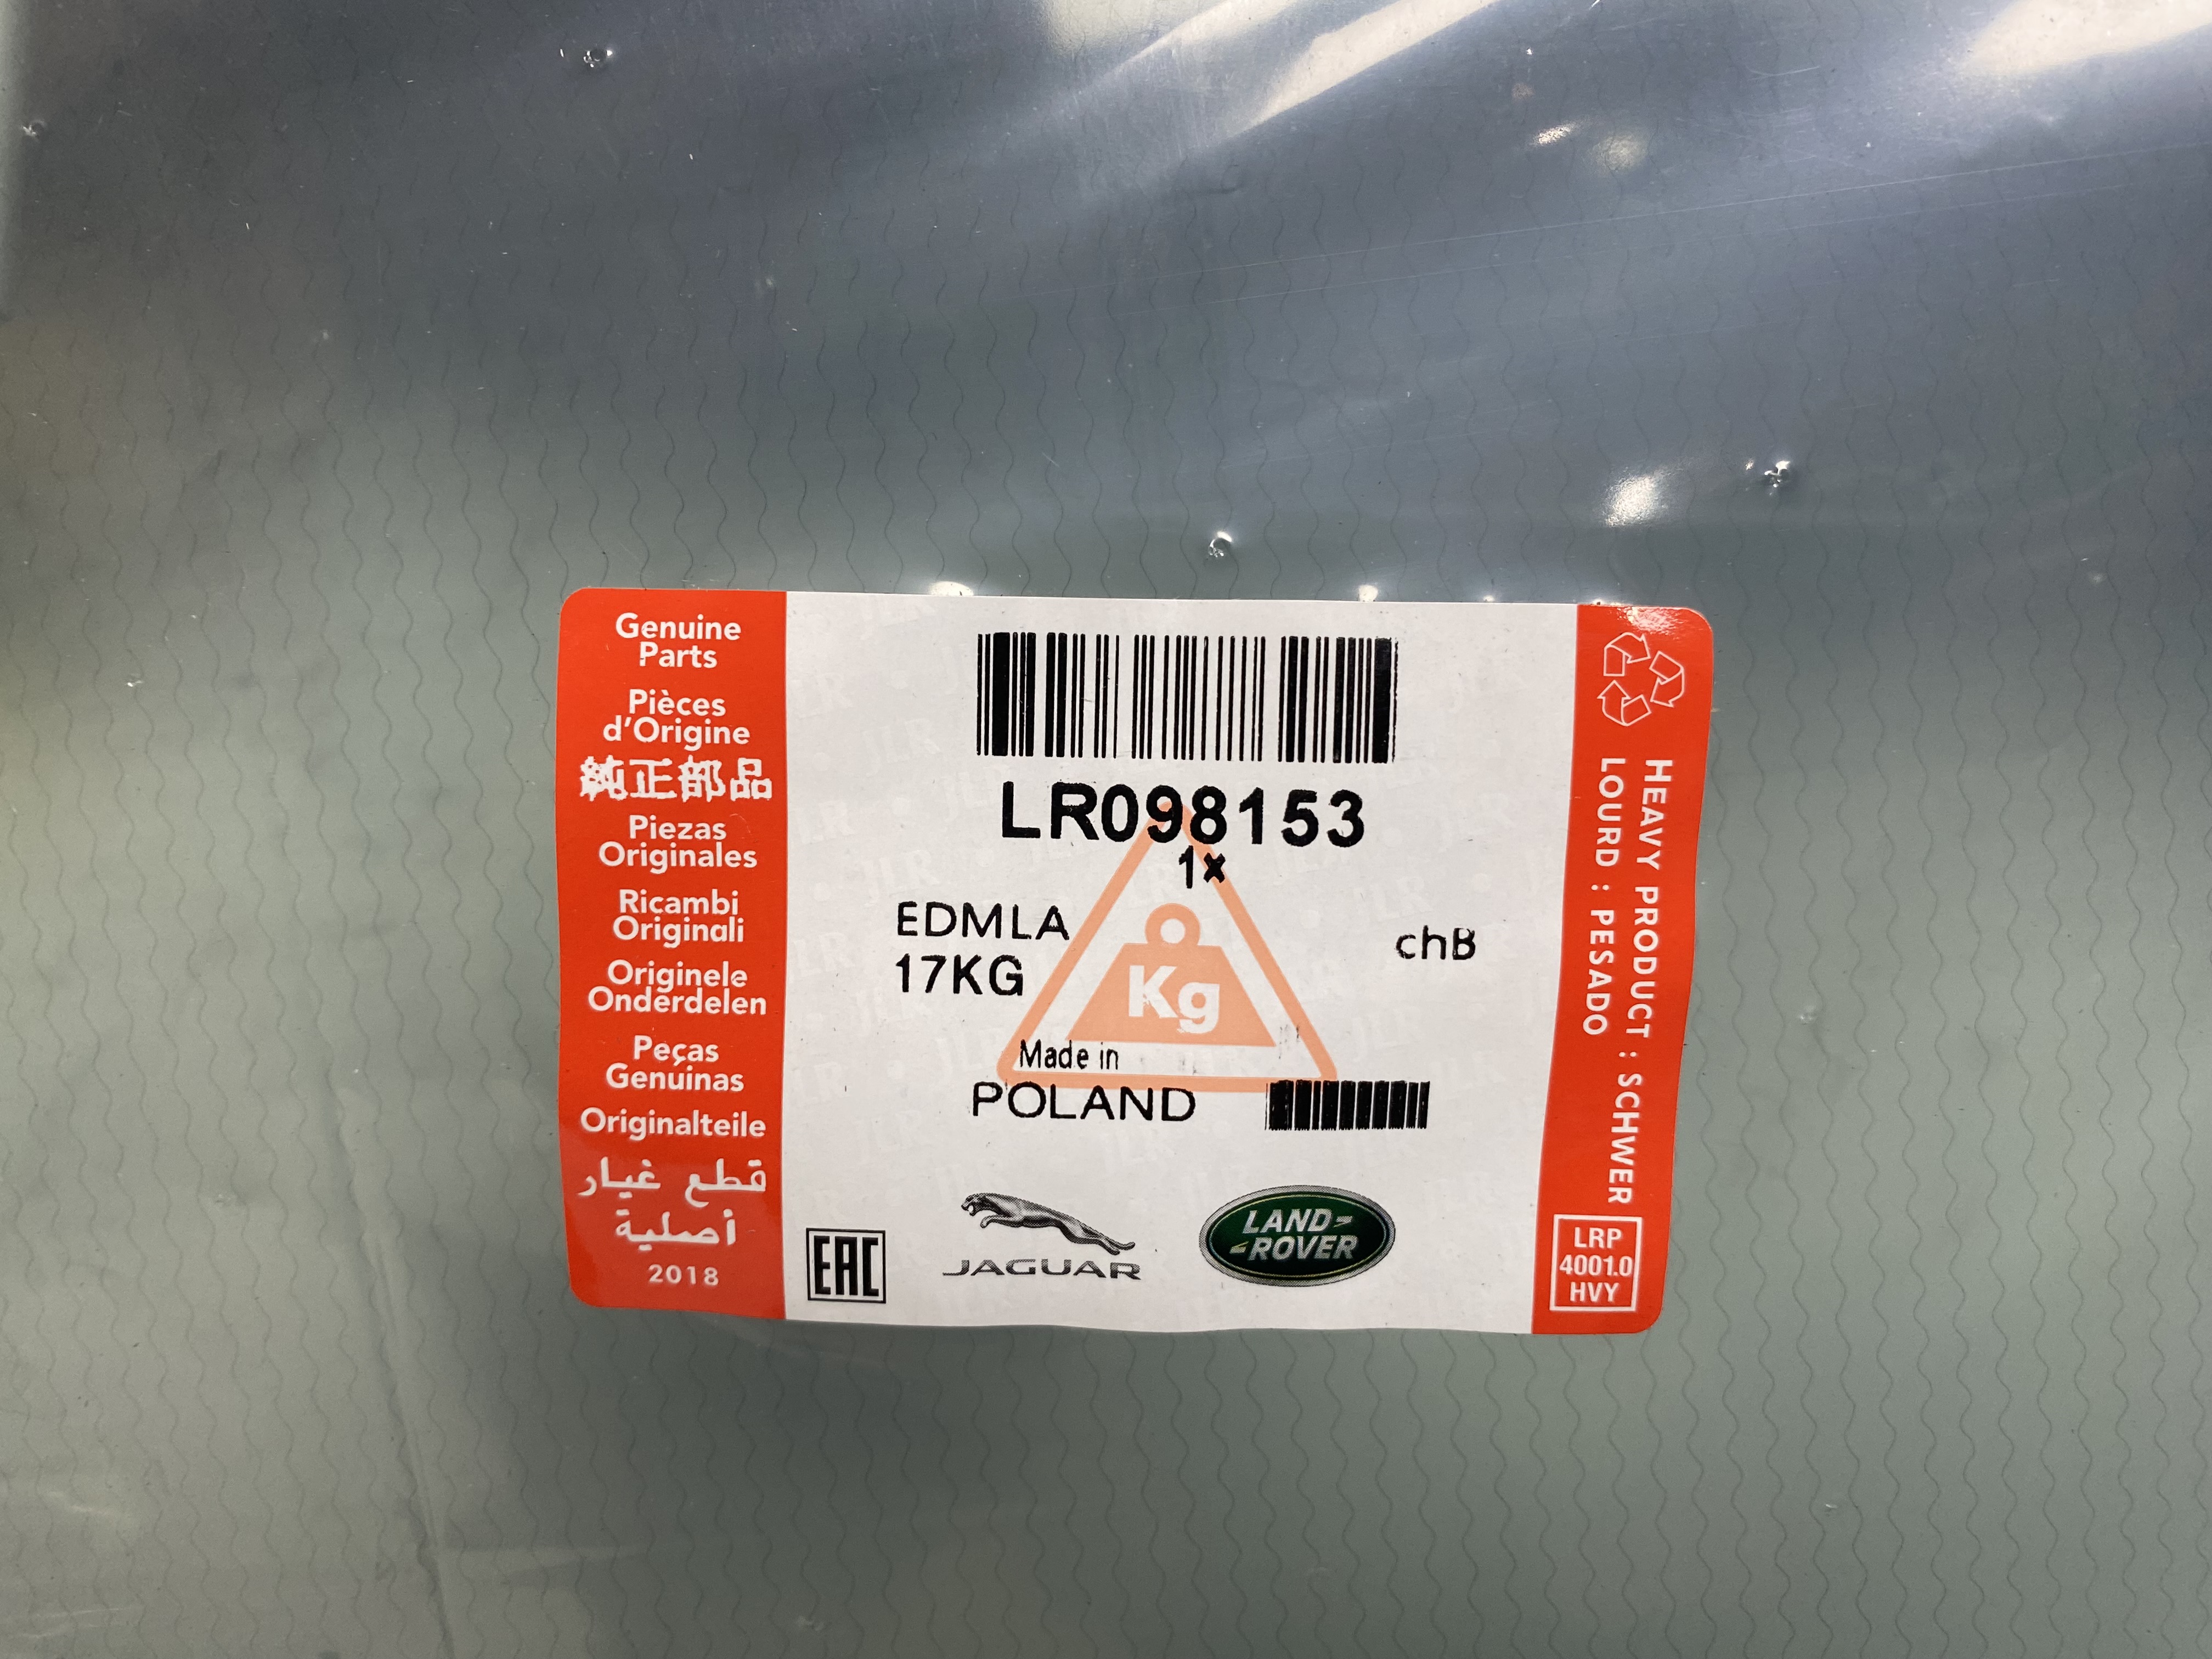 Genuine
Parts
Pièces
d'Origine
純正部品
Piezas
Originales
Ricambi
Originali
Originele
Onderdelen
Peças
Genuinas
Originalteile
قطع غيار
أصلية
2018
LR098153
1x
EDMLA
chB
17KG
Kg
Made in
POLAND
EAC
JAGUAR
LAND-
-ROVER
HEAVY PRODUCT : SCHWER
LOURD : PESADO
LRP
4001.0
HVY